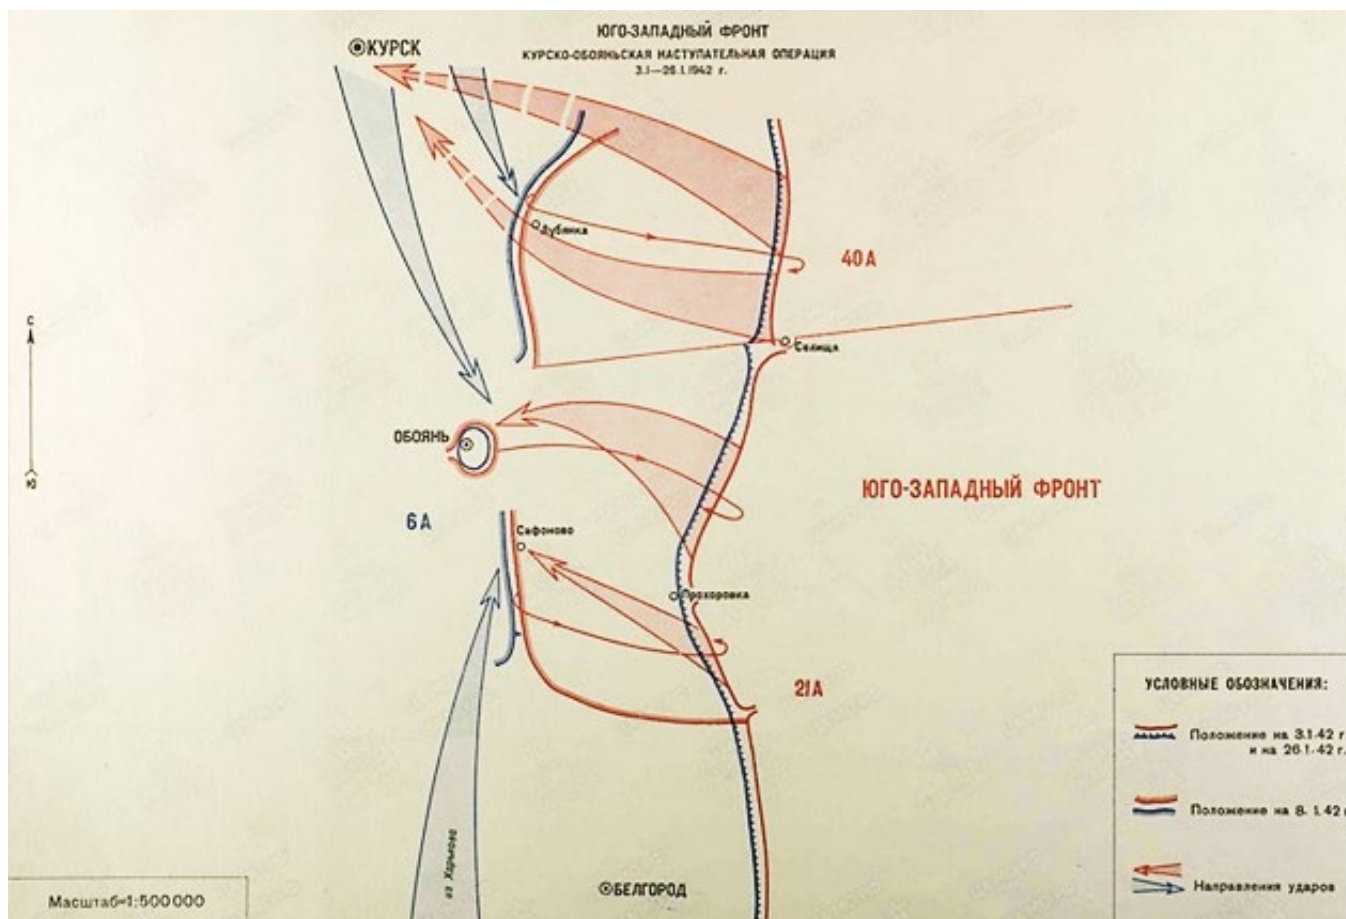 ЮГО-ЗАПАДНЫЙ ФРОНТ
КУРСКО-ОБОЯНЬСКАЯ НАСТУПАТЕЛЬНАЯ ОПЕРАЦИЯ
3.I—26.I.1942 г.
КУРСК
Дубянка
40А
С
Селища
ОБОЯНЬ
Ю
ЮГО-ЗАПАДНЫЙ ФРОНТ
6А
Сафоново
Прохоровка
21А
УСЛОВНЫЕ ОБОЗНАЧЕНИЯ:
Положение на 3.1.42 г
и на 26.1.42 г.
Положение на 8.1.42
из Харькова
БЕЛГОРОД
Направления ударов
Масштаб=1:500000